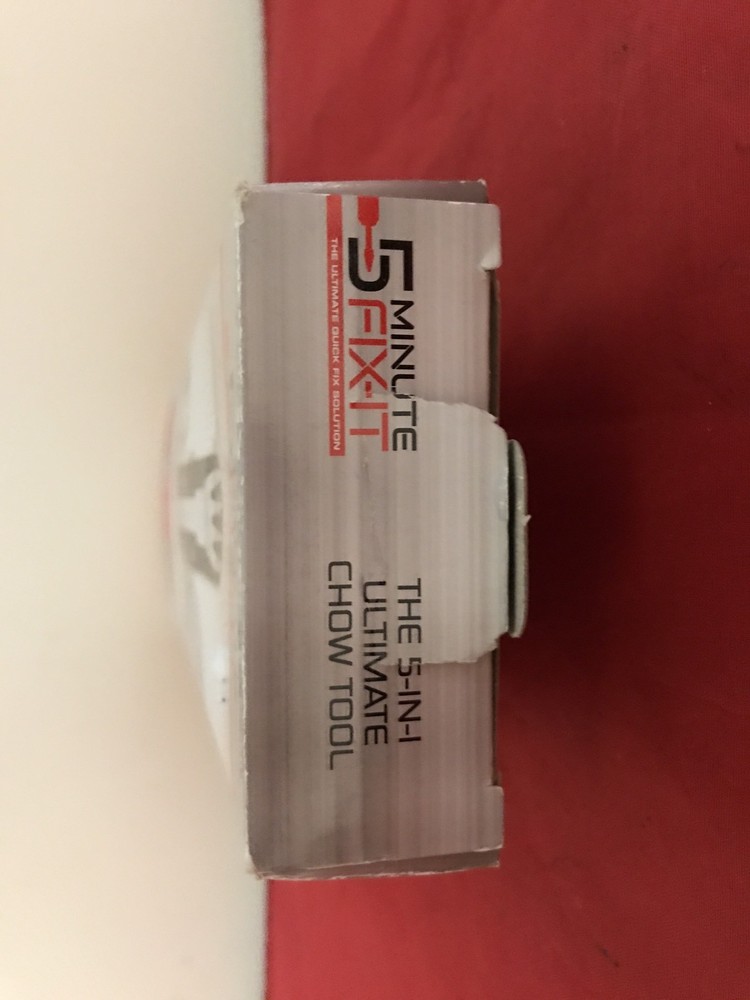 5 MINUTE
FIX-IT
THE ULTIMATE QUICK FIX SOLUTION
THE 5-IN-1
ULTIMATE
CHOW TOOL